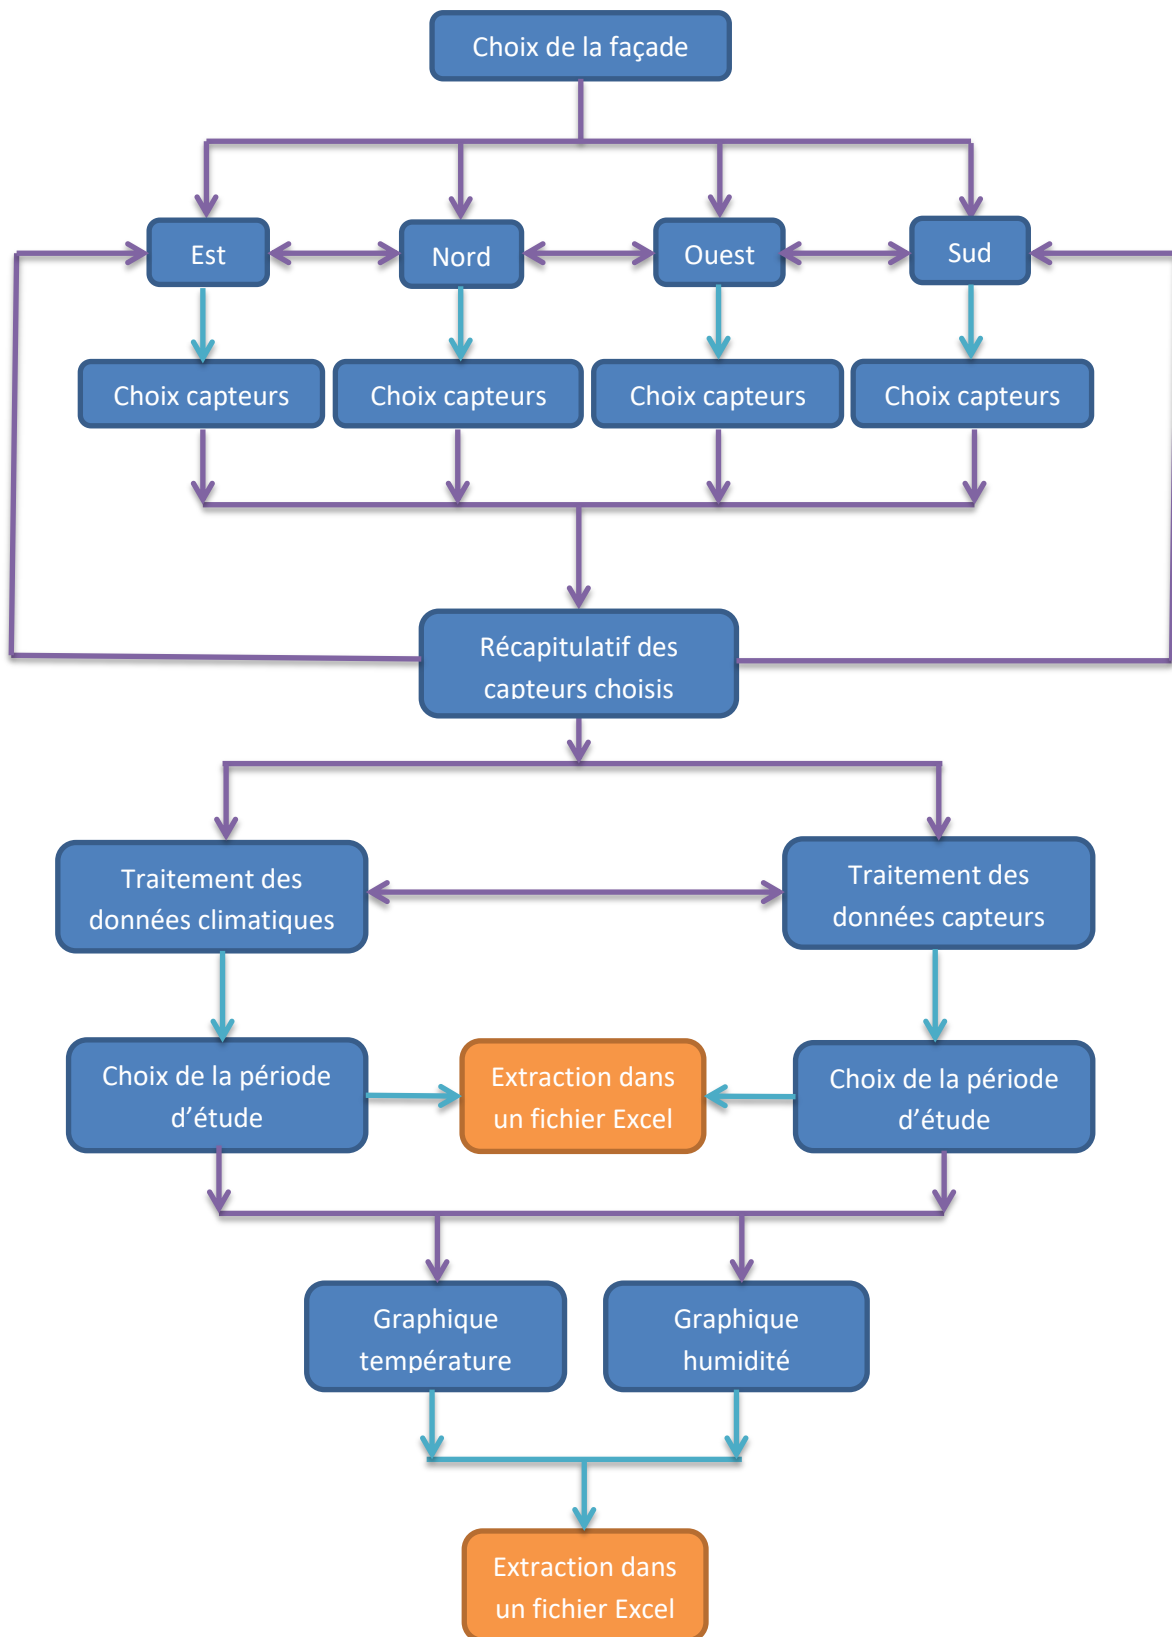 Choix de la façade
Est
Nord
Ouest
Sud
Choix capteurs
Choix capteurs
Choix capteurs
Choix capteurs
Récapitulatif des
capteurs choisis
Traitement des
données climatiques
Traitement des
données capteurs
Choix de la période
d’étude
Extraction dans
un fichier Excel
Choix de la période
d’étude
Graphique
température
Graphique
humidité
Extraction dans
un fichier Excel